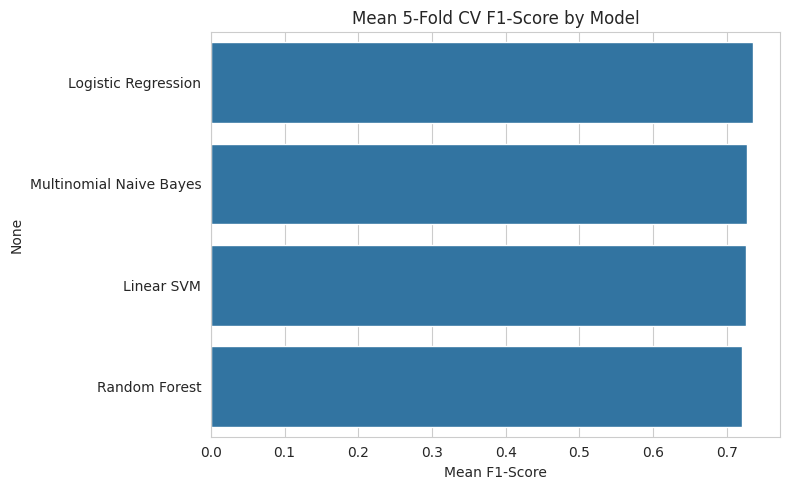 Mean 5-Fold CV F1-Score by Model
None
Logistic Regression
Multinomial Naive Bayes
Linear SVM
Random Forest
0.0 0.1 0.2 0.3 0.4 0.5 0.6 0.7
Mean F1-Score